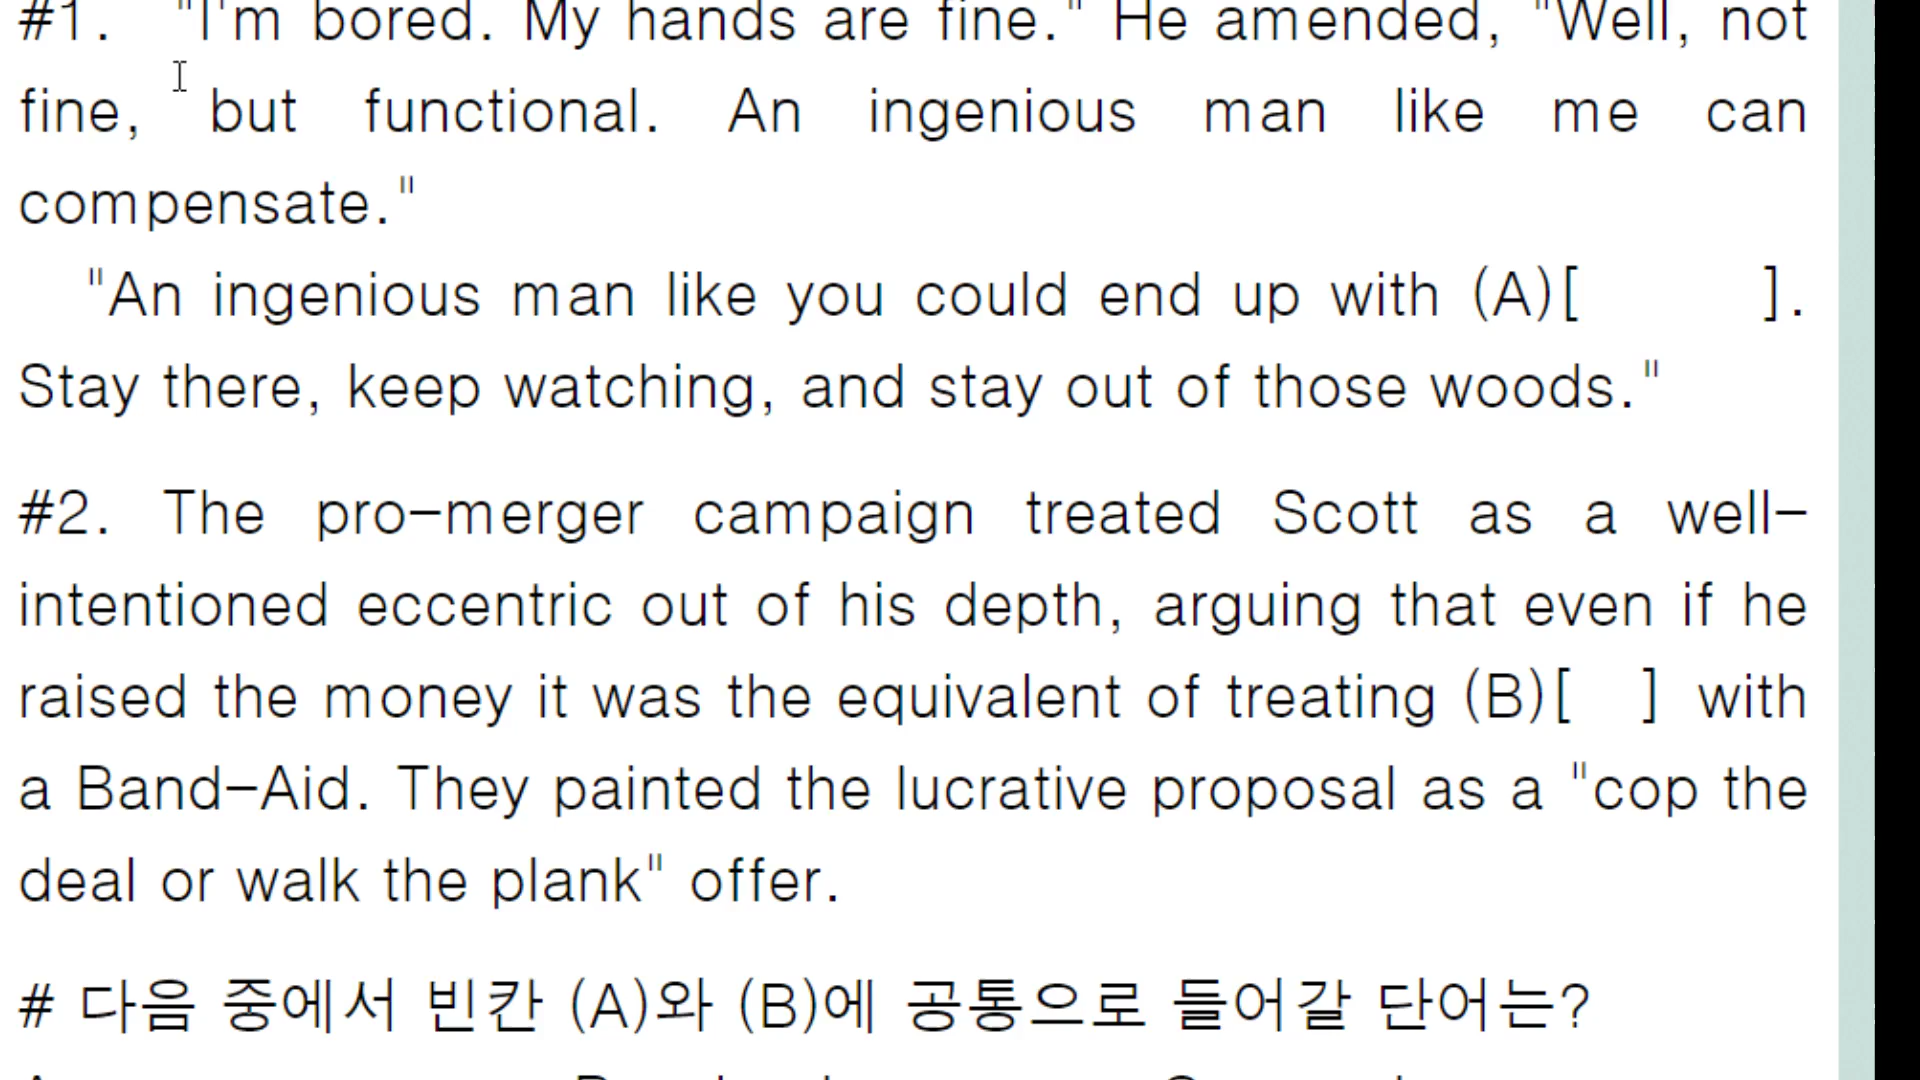 #1. "I'm bored. My hands are fine." He amended, "Well, not
fine, but functional. An ingenious man like me can
compensate."
"An ingenious man like you could end up with (A)[ ].
Stay there, keep watching, and stay out of those woods."
#2. The pro-merger campaign treated Scott as a well-
intentioned eccentric out of his depth, arguing that even if he
raised the money it was the equivalent of treating (B)[ ] with
a Band-Aid. They painted the lucrative proposal as a "cop the
deal or walk the plank" offer.
# 다음 중에서 빈칸 (A)와 (B)에 공통으로 들어갈 단어는?